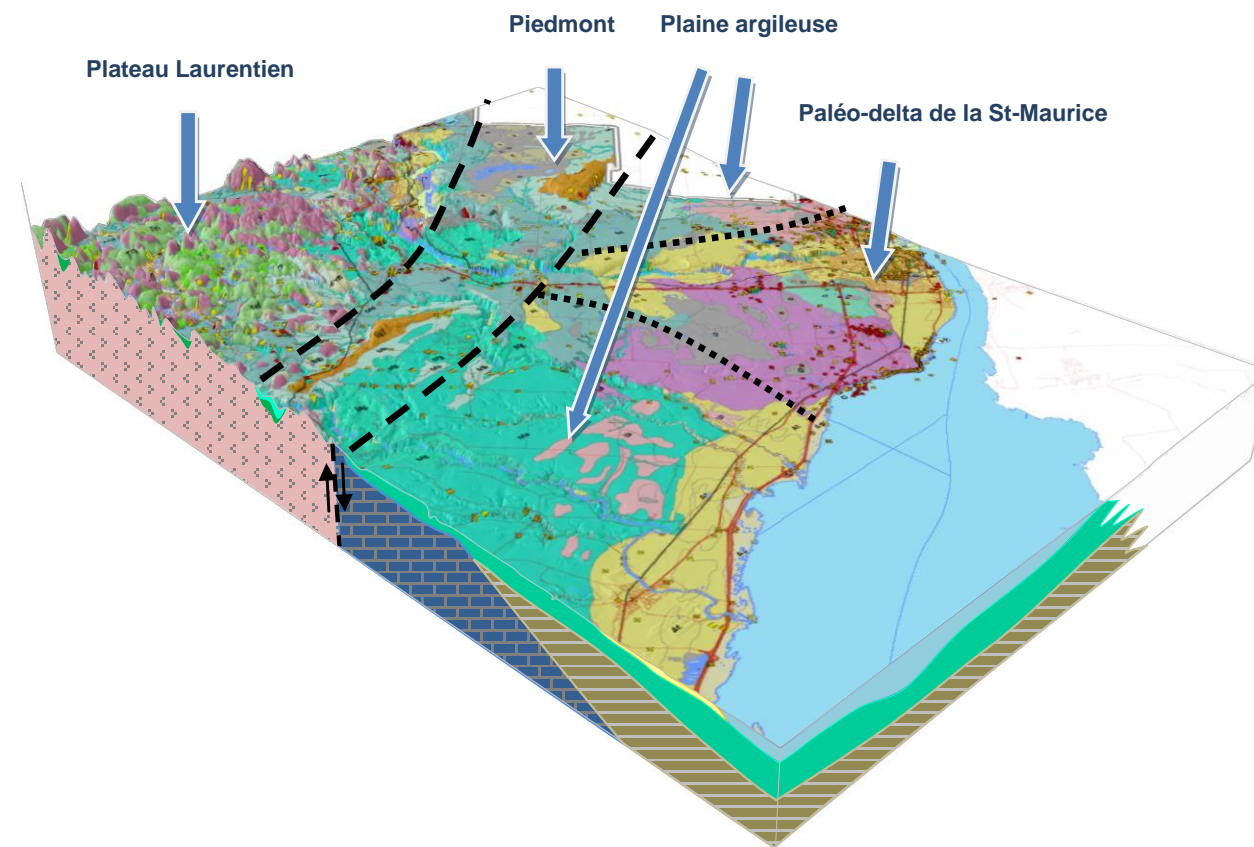 Piedmont
Plaine argileuse
Plateau Laurentien
Paléo-delta de la St-Maurice